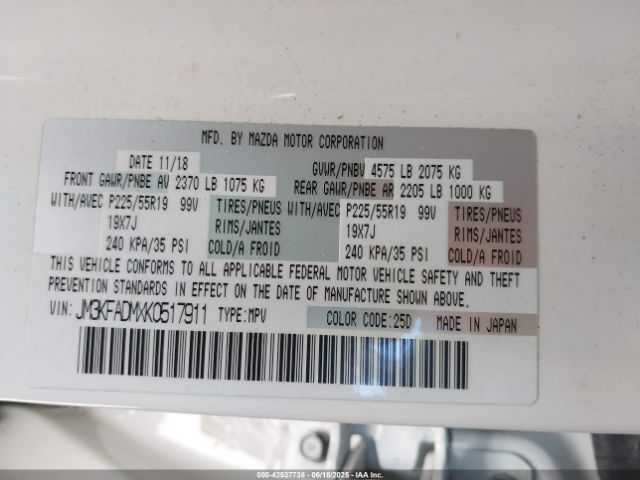 MFD. BY MAZDA MOTOR CORPORATION
DATE 11/18 GVWR/PNBV 4575 LB 2075 KG
FRONT GAWR/PNBE AV 2370 LB 1075 KG REAR GAWR/PNBE AR 2205 LB 1000 KG
WITH/AVEC P225/55R19 99V TIRES/PNEUS WITH/AVEC P225/55R19 99V TIRES/PNEUS
19X7J RIMS/JANTES 19X7J RIMS/JANTES
240 KPA/35 PSI COLD/A FROID 240 KPA/35 PSI COLD/A FROID
THIS VEHICLE CONFORMS TO ALL APPLICABLE FEDERAL MOTOR VEHICLE SAFETY AND THEFT
PREVENTION STANDARDS IN EFFECT ON THE DATE OF MANUFACTURE SHOWN ABOVE.
VIN: JM3KFADMXK0517911 TYPE:MPV COLOR CODE:25D MADE IN JAPAN
000-42537738 - 06/18/2025 - IAA Inc.